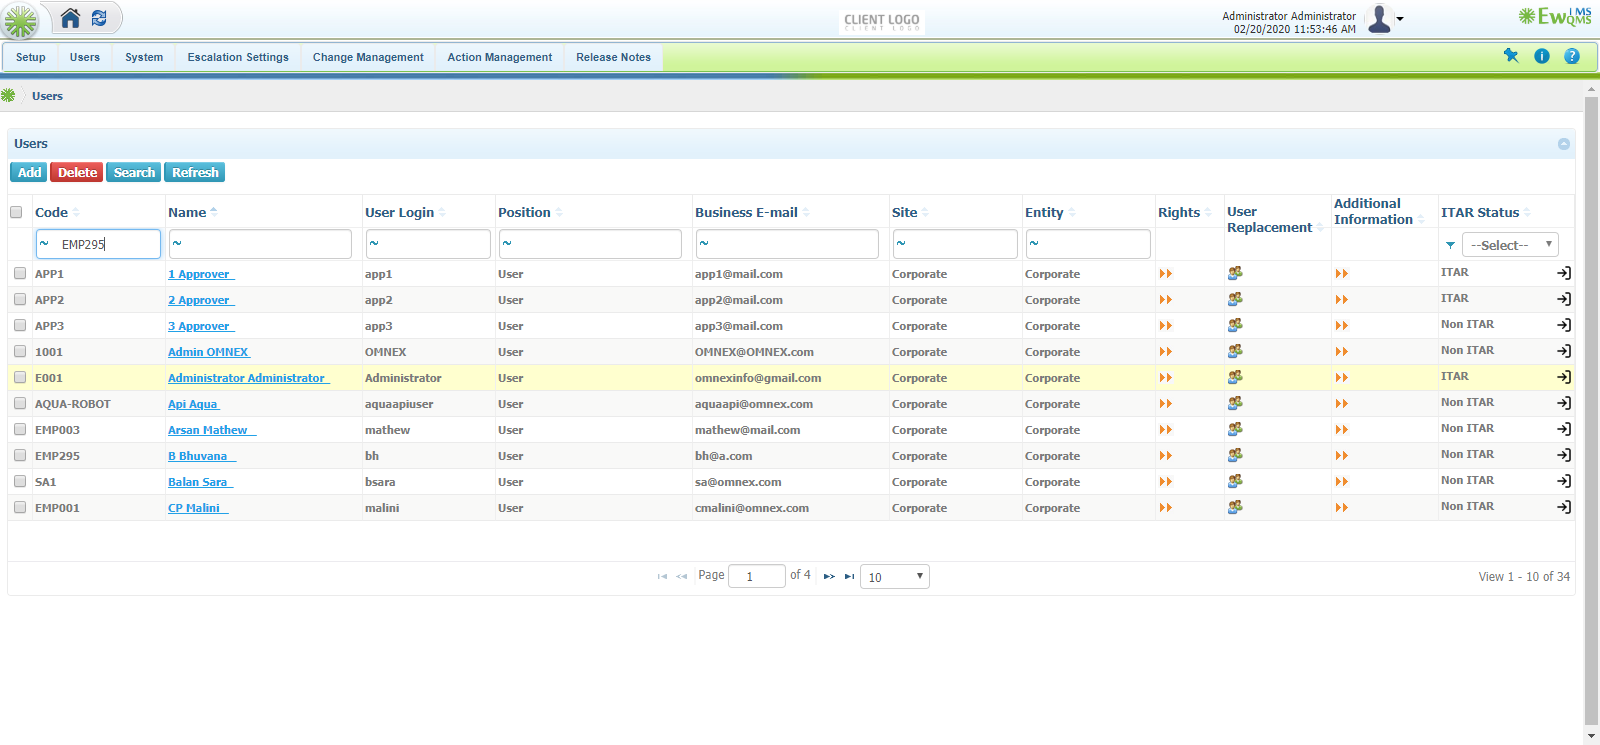 CLIENT LOGO
CLIENT LOGO
Administrator Administrator
02/20/2020 11:53:46 AM
EwQMS IMS
Setup Users System Escalation Settings Change Management Action Management Release Notes
Users
Users
Add Delete Search Refresh
Code Name User Login Position Business E-mail Site Entity Rights User Replacement Additional Information ITAR Status
~ EMP295 ~ ~ ~ ~ ~ ~ --Select--
APP1 1 Approver app1 User app1@mail.com Corporate Corporate ITAR
APP2 2 Approver app2 User app2@mail.com Corporate Corporate ITAR
APP3 3 Approver app3 User app3@mail.com Corporate Corporate Non ITAR
1001 Admin OMNEX OMNEX User OMNEX@OMNEX.com Corporate Corporate Non ITAR
E001 Administrator Administrator Administrator User omnexinfo@gmail.com Corporate Corporate ITAR
AQUA-ROBOT Api Aqua aquaapiuser User aquaapi@omnex.com Corporate Corporate Non ITAR
EMP003 Arsan Mathew mathew User mathew@mail.com Corporate Corporate Non ITAR
EMP295 B Bhuvana bh User bh@a.com Corporate Corporate Non ITAR
SA1 Balan Sara bsara User sa@omnex.com Corporate Corporate Non ITAR
EMP001 CP Malini malini User cmalini@omnex.com Corporate Corporate Non ITAR
Page 1 of 4 10 View 1 - 10 of 34